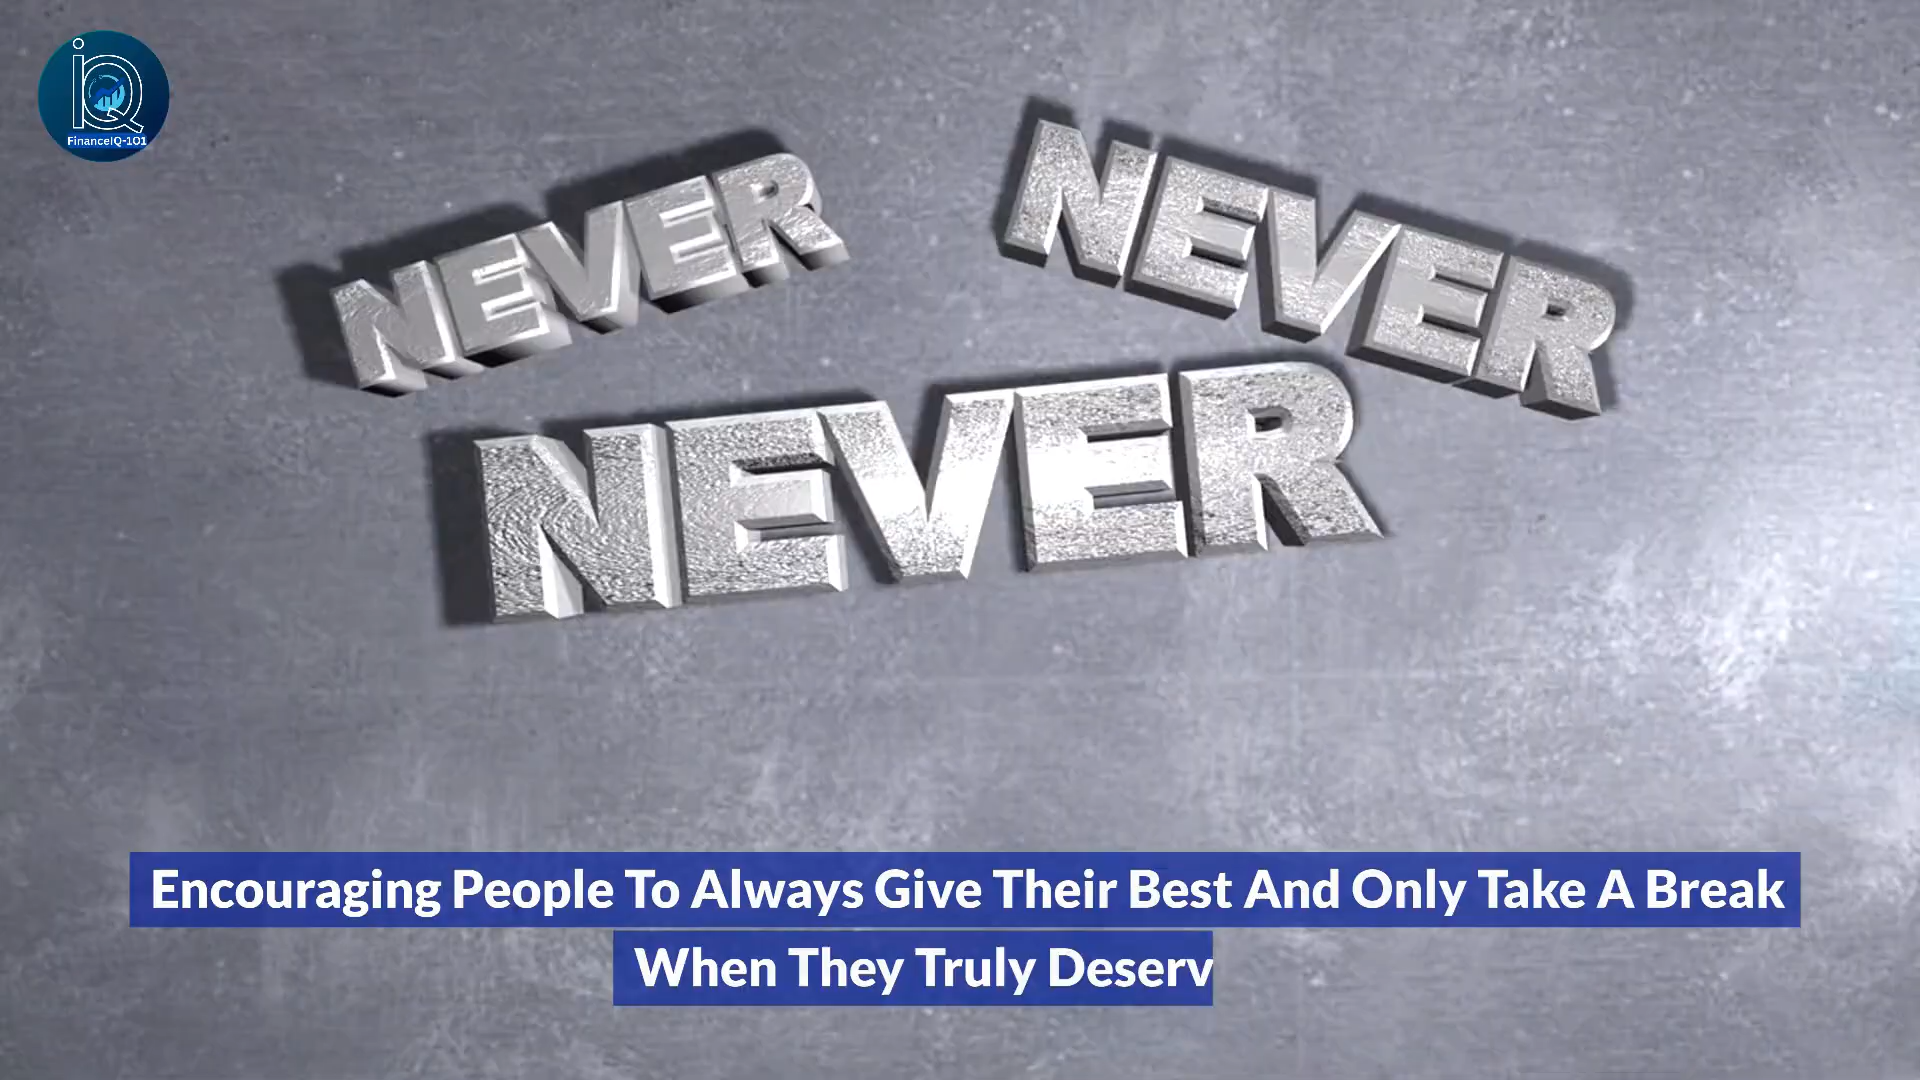 iQ
FinanceIQ-101
NEVER
NEVER
NEVER
Encouraging People To Always Give Their Best And Only Take A Break
When They Truly Deserv